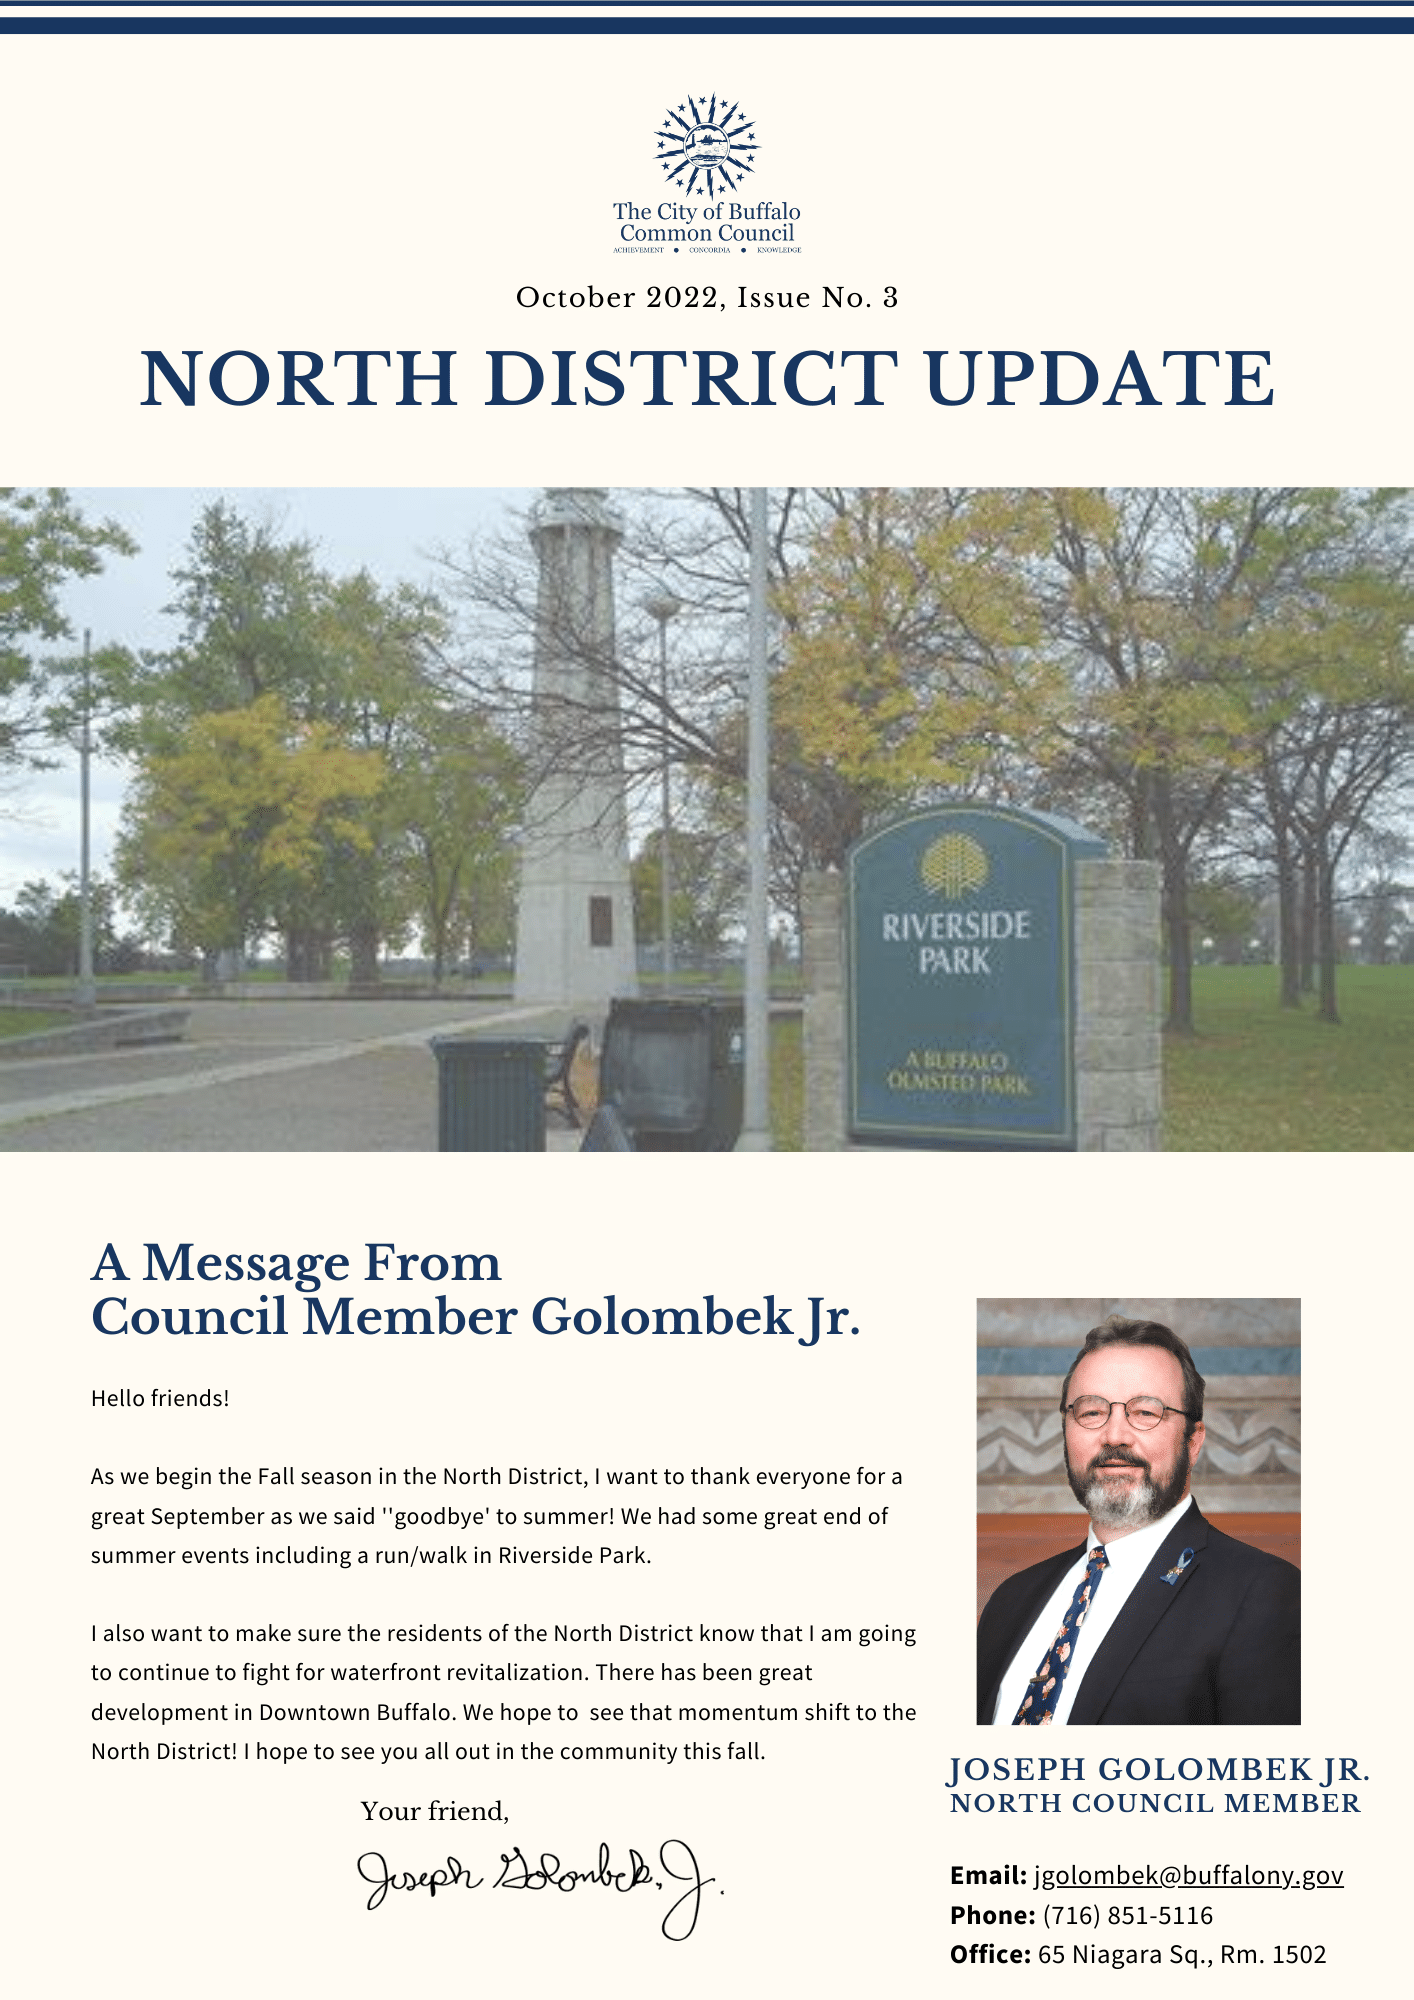 The City of Buffalo
Common Council
ACHIEVEMENT • CONCORDIA • KNOWLEDGE
October 2022, Issue No. 3
NORTH DISTRICT UPDATE
RIVERSIDE
PARK
A BUFFALO
OLMSTED PARK
A Message From
Council Member Golombek Jr.
Hello friends!
As we begin the Fall season in the North District, I want to thank everyone for a
great September as we said ''goodbye' to summer! We had some great end of
summer events including a run/walk in Riverside Park.
I also want to make sure the residents of the North District know that I am going
to continue to fight for waterfront revitalization. There has been great
development in Downtown Buffalo. We hope to  see that momentum shift to the
North District! I hope to see you all out in the community this fall.
Your friend,
Joseph Golombek, J.
JOSEPH GOLOMBEK JR.
NORTH COUNCIL MEMBER
Email: jgolombek@buffalony.gov
Phone: (716) 851-5116
Office: 65 Niagara Sq., Rm. 1502